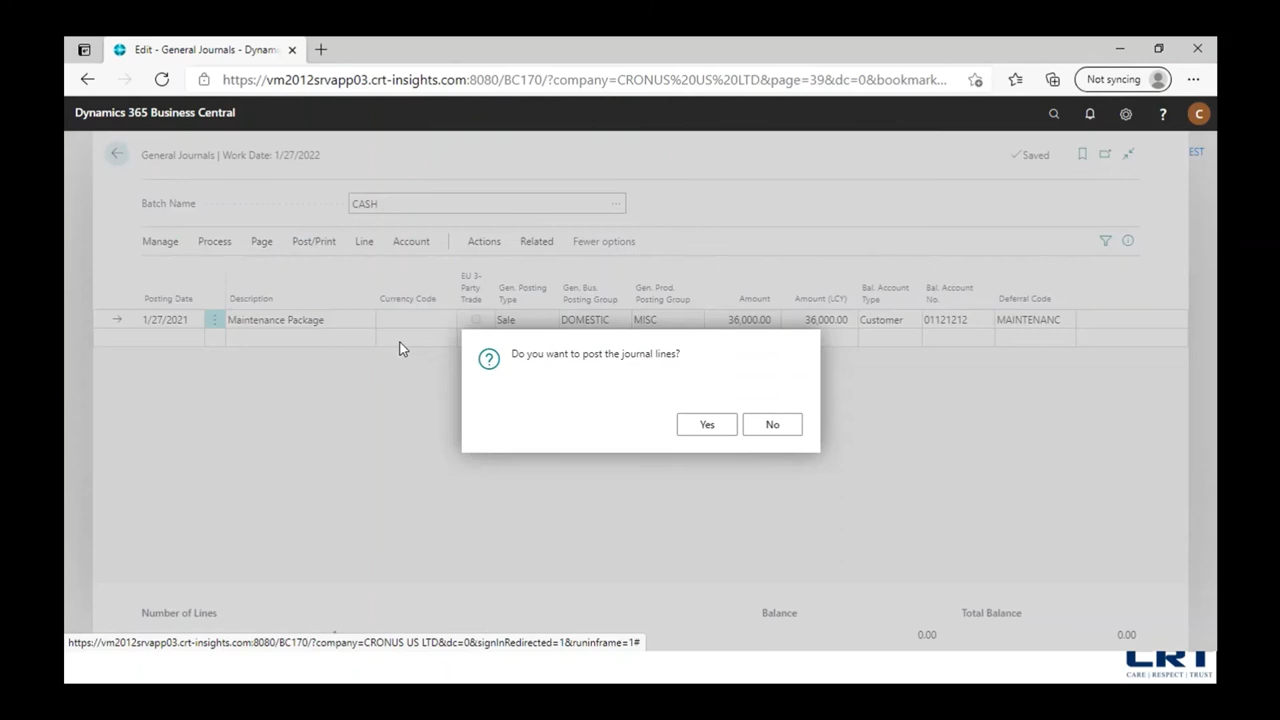 Edit - General Journals - Dynami
https://vm2012srvapp03.crt-insights.com:8080/BC170/?company=CRONUS%20US%20LTD&page=39&dc=0&bookmark...
Not syncing
Dynamics 365 Business Central
? C
General Journals | Work Date: 1/27/2022
✓Saved
EST
Batch Name
CASH
Manage Process Page Post/Print Line Account Actions Related Fewer options
Posting Date
Description
Currency Code
EU 3-
Party
Trade
Gen. Posting
Type
Gen. Bus.
Posting Group
Gen. Prod.
Posting Group
Amount
Amount (LCY)
Bal. Account
Type
Bal. Account
No.
Deferral Code
1/27/2021 Maintenance Package Sale DOMESTIC MISC 36,000.00 36,000.00 Customer 01121212 MAINTENANC
? Do you want to post the journal lines?
Yes No
Number of Lines Balance Total Balance
0.00 0.00
https://vm2012srvapp03.crt-insights.com:8080/BC170/?company=CRONUS US LTD&dc=0&signInRedirected=1&runinframe=1#
CRT
CARE | RESPECT | TRUST